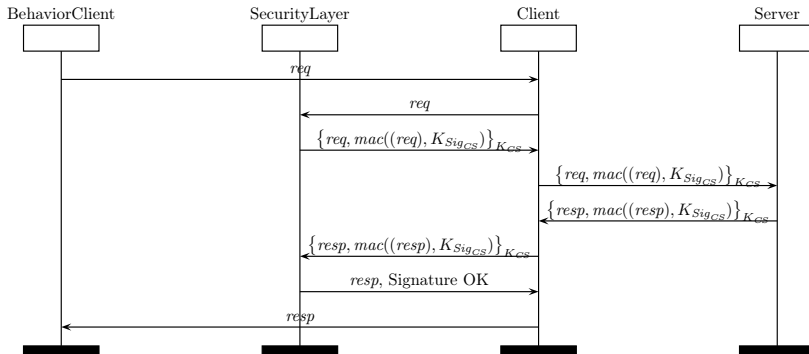 BehaviorClient SecurityLayer Client Server
req
req
{req, mac((req), K_{Sig_{CS}})}_{K_{CS}}
{req, mac((req), K_{Sig_{CS}})}_{K_{CS}}
{resp, mac((resp), K_{Sig_{CS}})}_{K_{CS}}
{resp, mac((resp), K_{Sig_{CS}})}_{K_{CS}}
resp, Signature OK
resp